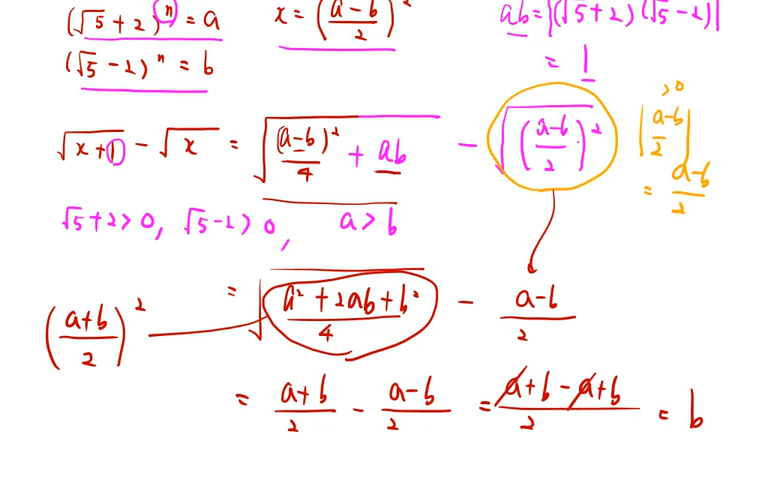 (√5+2)ⁿ = a
x = ((a-b)/2)²
ab = |(√5+2)(√5-2)|
(√5-2)ⁿ = b
= 1
√(x+1) - √x = √((a-b)²/4 + ab) - √(((a-b)/2)²)
|(a-b)/2| >0
= (a-b)/2
√5+2>0, √5-2>0, a>b
((a+b)/2)²
= √((a²+2ab+b²)/4) - (a-b)/2
= (a+b)/2 - (a-b)/2 = (a+b-a+b)/2 = b